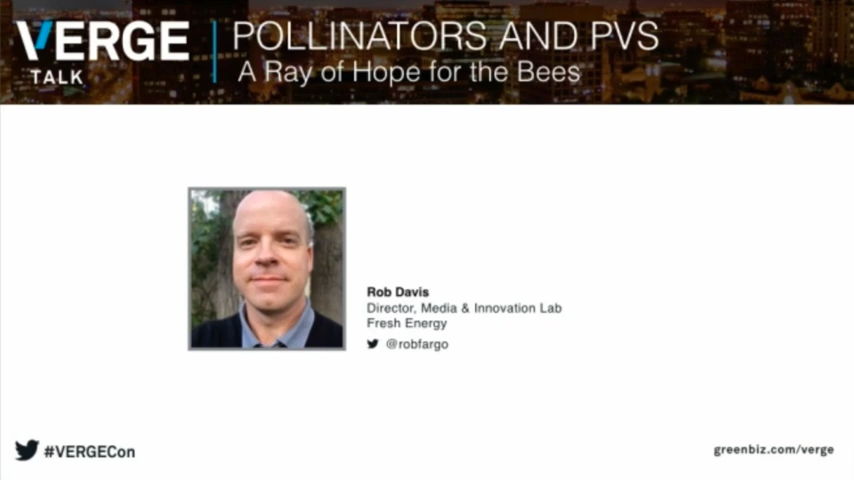 VERGE
TALK
POLLINATORS AND PVS
A Ray of Hope for the Bees
Rob Davis
Director, Media & Innovation Lab
Fresh Energy
@robfargo
#VERGECon
greenbiz.com/verge